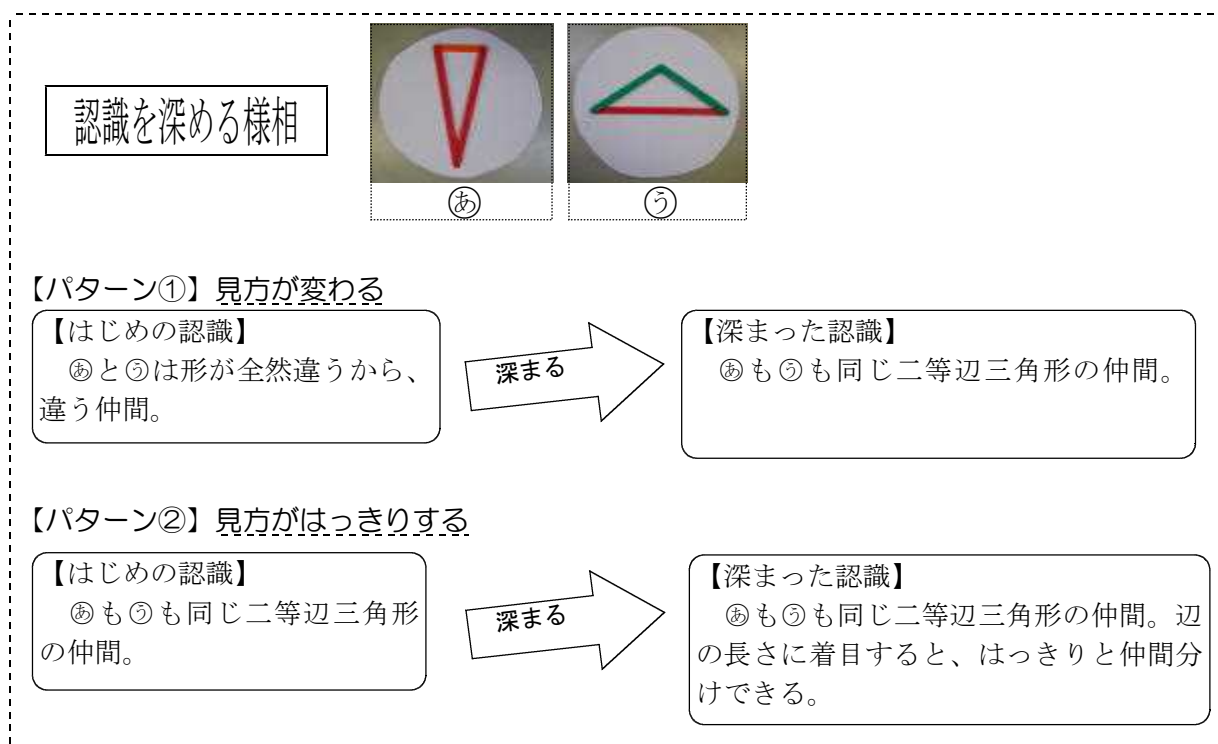 認識を深める様相
あ
う
【パターン①】見方が変わる
【はじめの認識】
あとうは形が全然違うから、
違う仲間。
深まる
【深まった認識】
あもうも同じ二等辺三角形の仲間。
【パターン②】見方がはっきりする
【はじめの認識】
あもうも同じ二等辺三角形
の仲間。
深まる
【深まった認識】
あもうも同じ二等辺三角形の仲間。辺
の長さに着目すると、はっきりと仲間分
けできる。